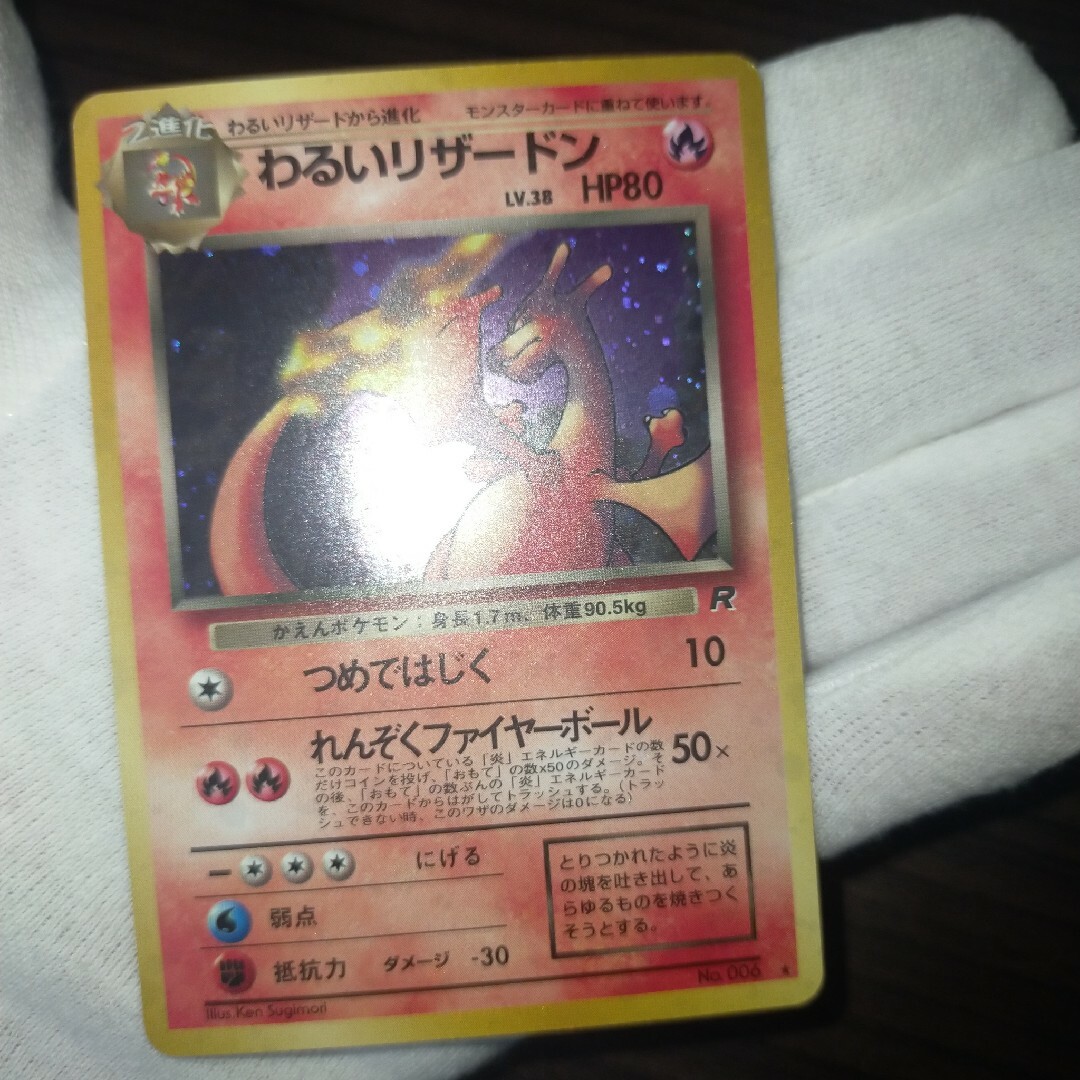 2進化
わるいリザードから進化
モンスターカードに重ねて使います。
わるいリザードン
LV.38 HP80
かえんポケモン：身長1.7m、体重90.5kg
R
つめではじく 10
れんぞくファイヤーボール
50×
このカードについている「炎」エネルギーカードの数
だけコインを投げ、「おもて」の数x50のダメージ。そ
の後、「おもて」の数ぶんの「炎」エネルギーカード
を、このカードからはがしてトラッシュする。（トラッ
シュできない時、このワザのダメージは0になる）
にげる
弱点
抵抗力 ダメージ -30
とりつかれたように炎
の塊を吐き出して、あ
らゆるものを焼きつく
そうとする。
Illus. Ken Sugimori
No. 006 ★